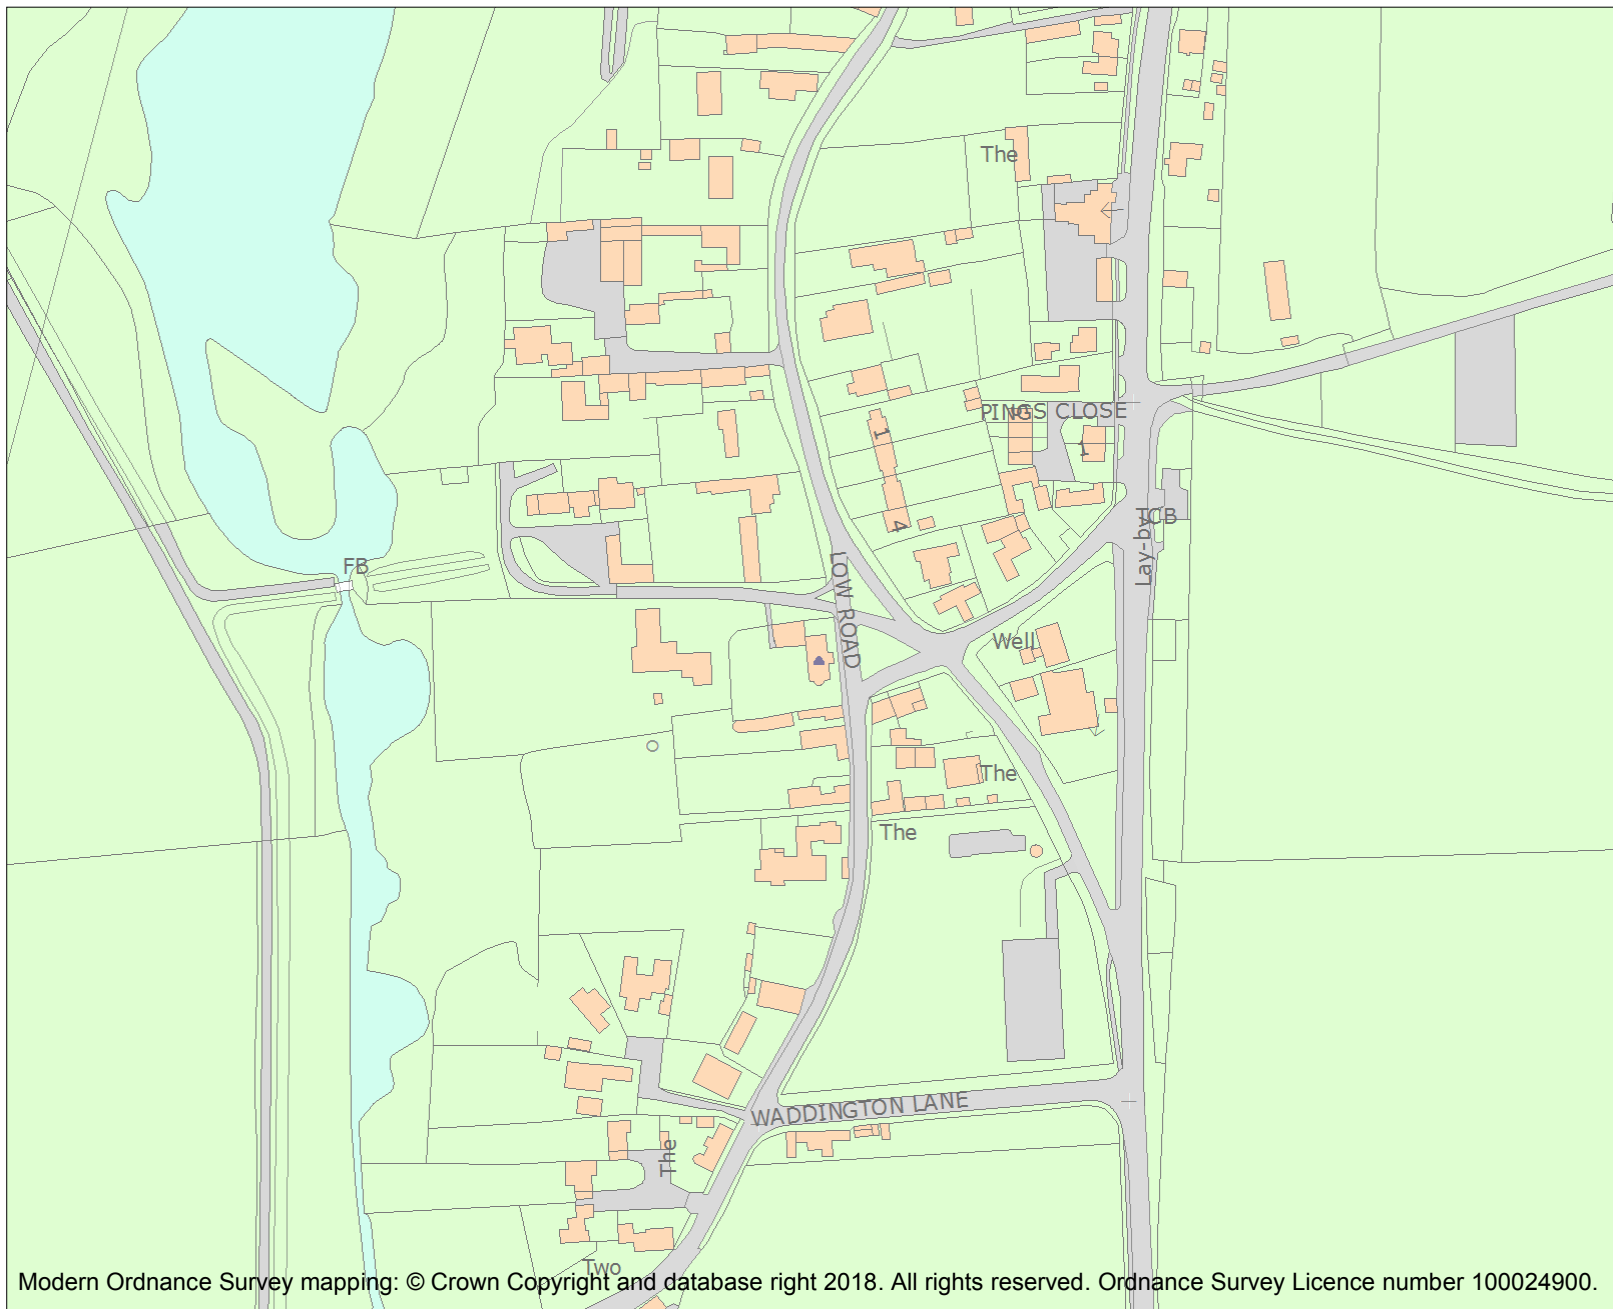 The
PINGS CLOSE
5
1
1
4
TCB
Lay-by
FB
LOW ROAD
Well
The
The
WADDINGTON LANE
The
Two
Modern Ordnance Survey mapping: © Crown Copyright and database right 2018. All rights reserved. Ordnance Survey Licence number 100024900.